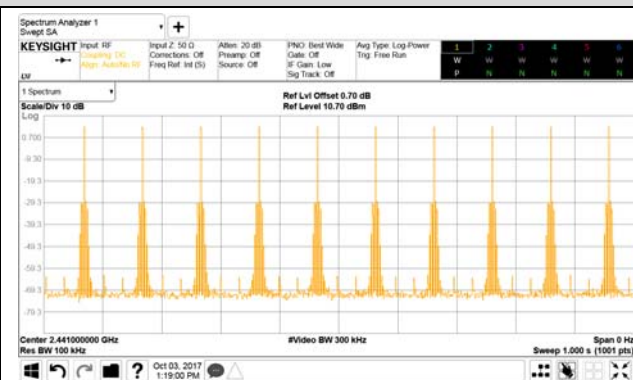 Spectrum Analyzer 1
Swept SA
+
KEYSIGHT Input: RF Input Z: 50 Ω Atten: 20 dB PNO: Best Wide Avg Type: Log-Power 1 2 3 4 5 6
Coupling: DC Corrections: Off Preamp: Off Gate: Off Trig: Free Run W W W W W W
Align: Auto/No RF Freq Ref: Int (S) Source: Off IF Gain: Low P N N N N N
Sig Track: Off
1 Spectrum
Ref Lvl Offset 0.70 dB
Scale/Div 10 dB Ref Level 10.70 dBm
Log
0.700
-9.30
-19.3
-29.3
-39.3
-49.3
-59.3
-69.3
-79.3
Center 2.441000000 GHz #Video BW 300 kHz Span 0 Hz
Res BW 100 kHz Sweep 1.000 s (1001 pts)
? Oct 03, 2017
1:19:00 PM